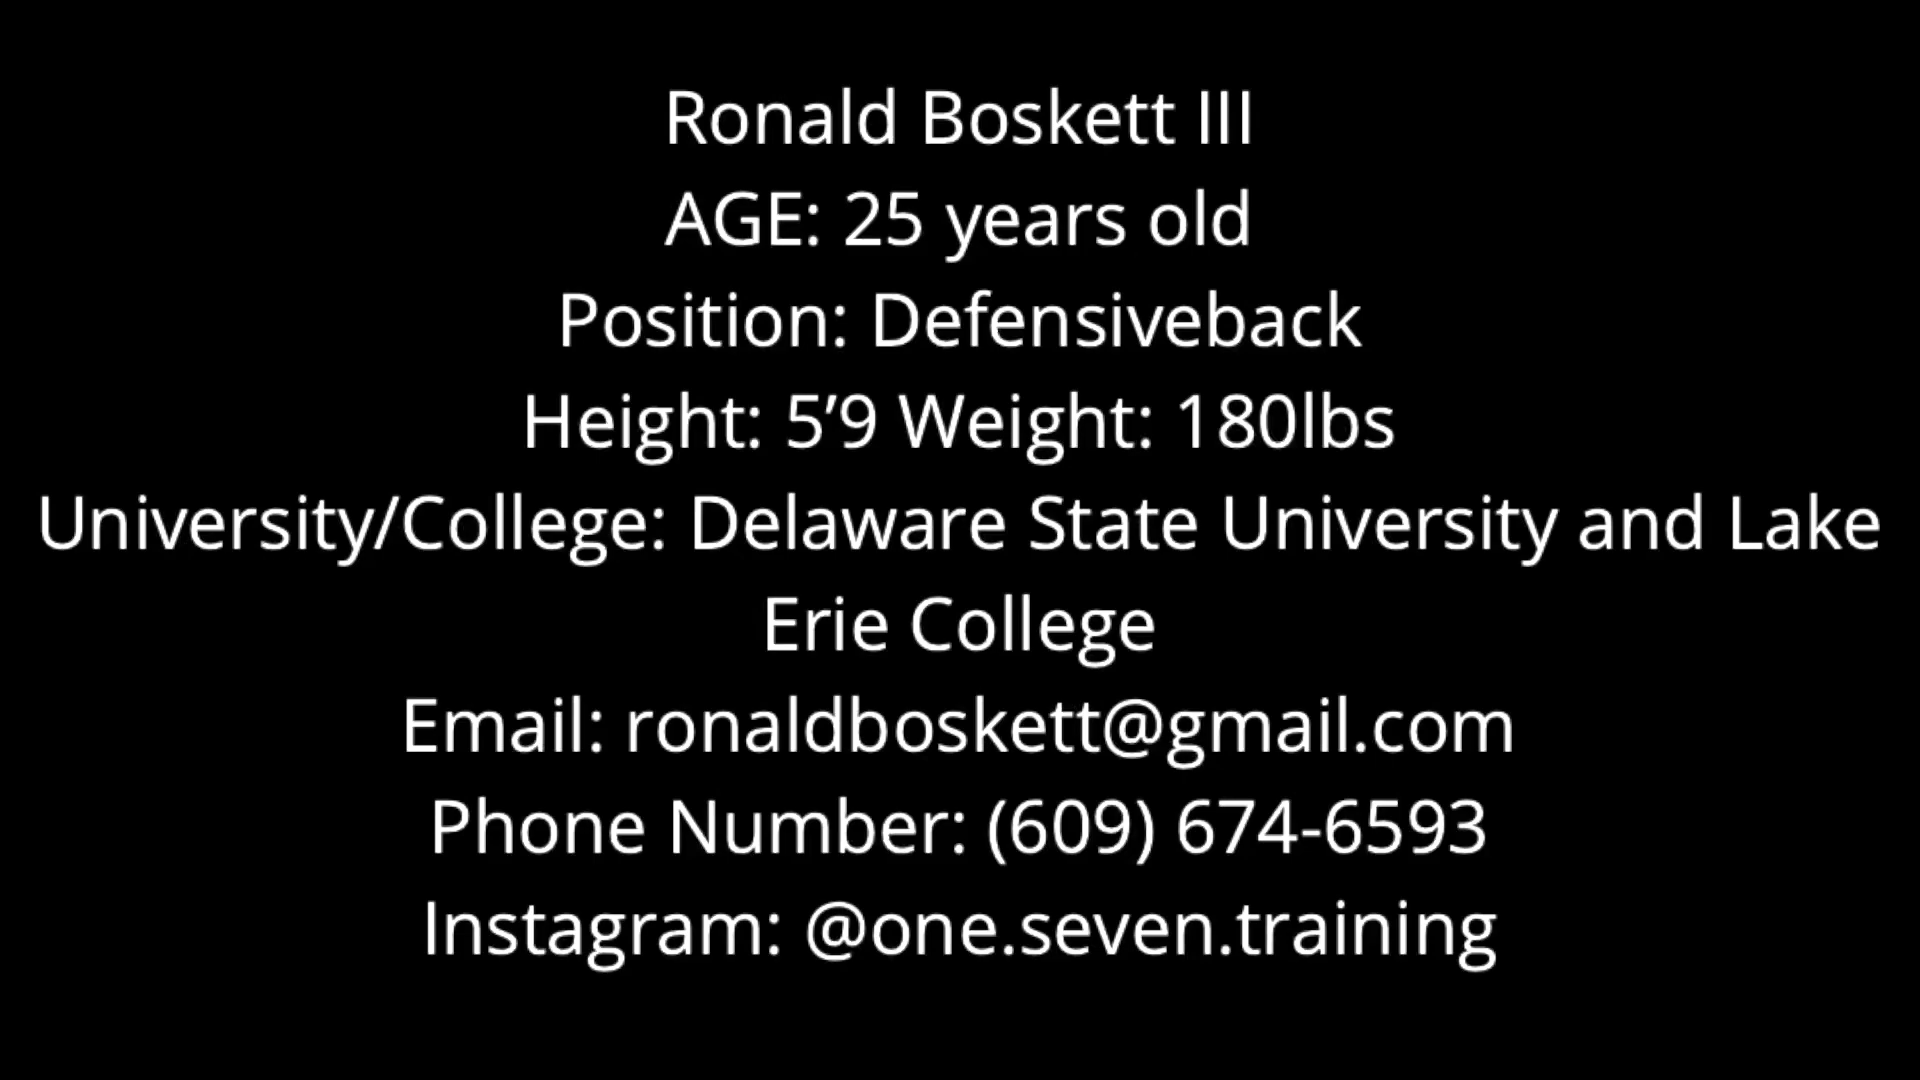 Ronald Boskett III
AGE: 25 years old
Position: Defensiveback
Height: 5’9 Weight: 180lbs
University/College: Delaware State University and Lake
Erie College
Email: ronaldboskett@gmail.com
Phone Number: (609) 674-6593
Instagram: @one.seven.training